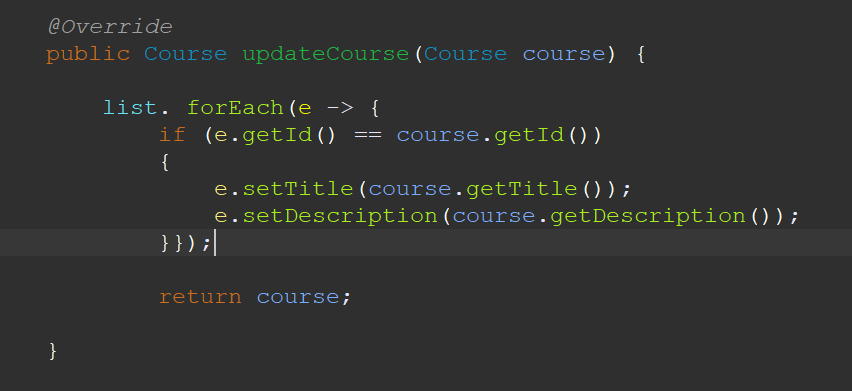 @Override
public Course updateCourse(Course course) {
list. forEach(e -> {
if (e.getId() == course.getId())
{
e.setTitle(course.getTitle());
e.setDescription(course.getDescription());
}});
return course;
}